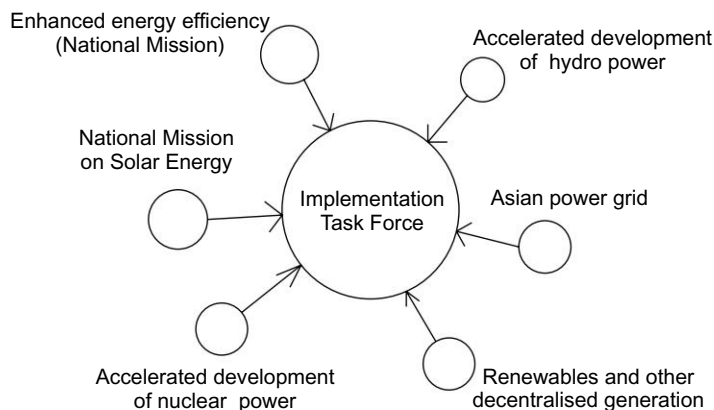 Enhanced energy efficiency
(National Mission)
Accelerated development
of hydro power
National Mission
on Solar Energy
Implementation
Task Force
Asian power grid
Accelerated development
of nuclear power
Renewables and other
decentralised generation